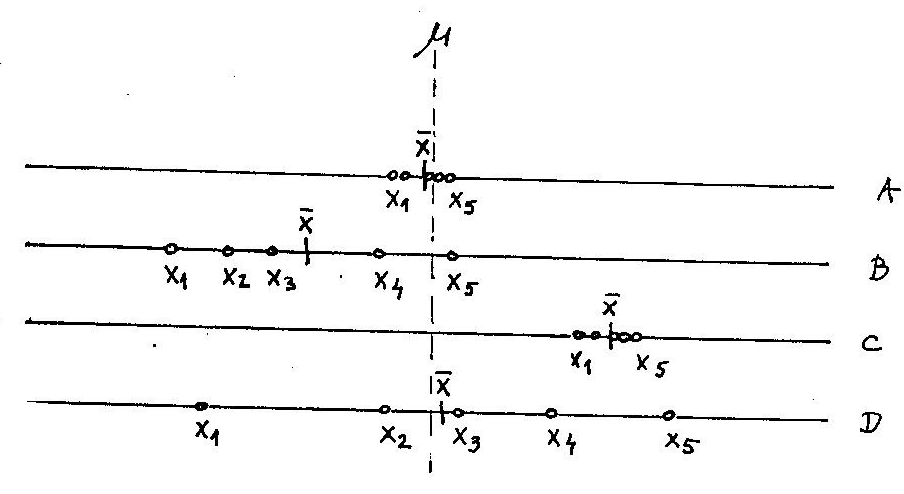 μ
x̄
x1 x5 A
x̄
x1 x2 x3 x4 x5 B
x̄
x1 x5 C
x̄
x1 x2 x3 x4 x5 D